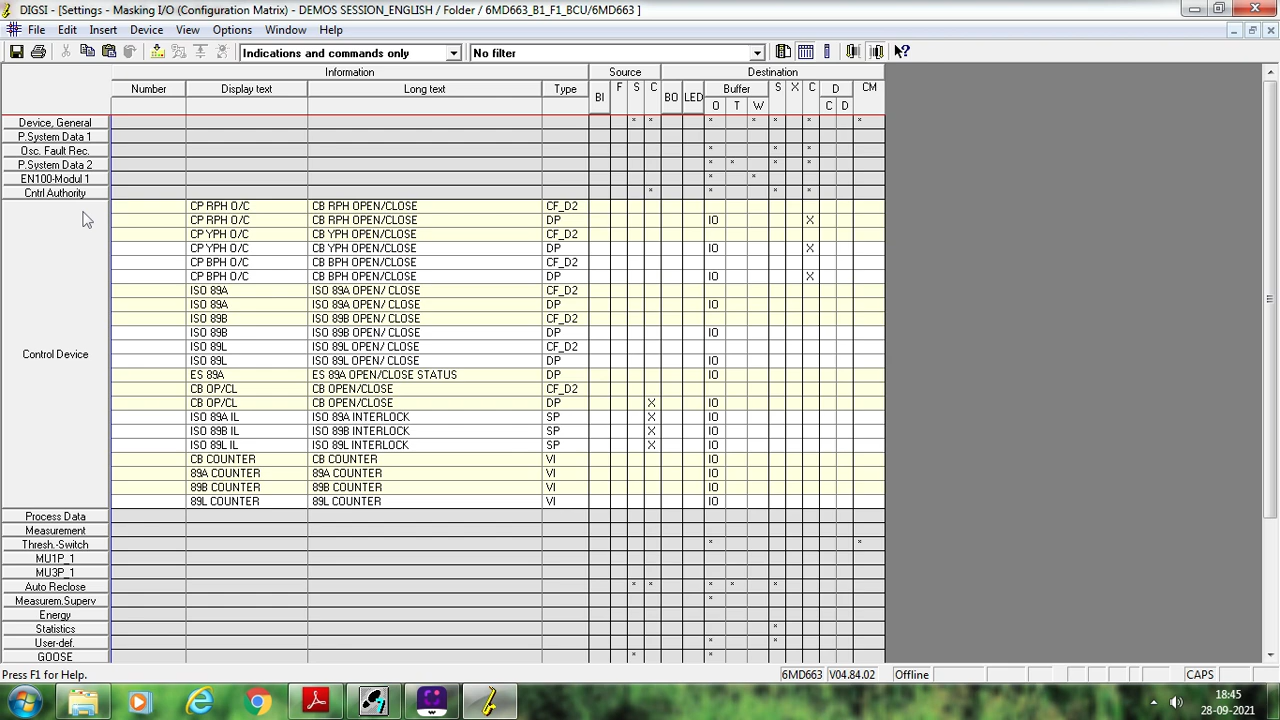 DIGSI - [Settings - Masking I/O (Configuration Matrix) - DEMOS SESSION_ENGLISH / Folder / 6MD663_B1_F1_BCU/6MD663 ]
File Edit Insert Device View Options Window Help
Indications and commands only No filter
Information Source Destination
Number Display text Long text Type BI F S C BO LED Buffer S X C D CM
O T W C D
Device, General * * * * * * *
P.System Data 1
Osc. Fault Rec. * * *
P.System Data 2 * * * *
EN100-Modul 1 * *
Cntrl Authority * * * *
Control Device
CP RPH O/C CB RPH OPEN/CLOSE CF_D2
CP RPH O/C CB RPH OPEN/CLOSE DP IO X
CP YPH O/C CB YPH OPEN/CLOSE CF_D2
CP YPH O/C CB YPH OPEN/CLOSE DP IO X
CP BPH O/C CB BPH OPEN/CLOSE CF_D2
CP BPH O/C CB BPH OPEN/CLOSE DP IO X
ISO 89A ISO 89A OPEN/ CLOSE CF_D2
ISO 89A ISO 89A OPEN/ CLOSE DP IO
ISO 89B ISO 89B OPEN/ CLOSE CF_D2
ISO 89B ISO 89B OPEN/ CLOSE DP IO
ISO 89L ISO 89L OPEN/ CLOSE CF_D2
ISO 89L ISO 89L OPEN/ CLOSE DP IO
ES 89A ES 89A OPEN/CLOSE STATUS DP IO
CB OP/CL CB OPEN/CLOSE CF_D2
CB OP/CL CB OPEN/CLOSE DP X IO
ISO 89A IL ISO 89A INTERLOCK SP X IO
ISO 89B IL ISO 89B INTERLOCK SP X IO
ISO 89L IL ISO 89L INTERLOCK SP X IO
CB COUNTER CB COUNTER VI IO
89A COUNTER 89A COUNTER VI IO
89B COUNTER 89B COUNTER VI IO
89L COUNTER 89L COUNTER VI IO
Process Data
Measurement
Thresh.-Switch * *
MU1P_1
MU3P_1
Auto Reclose * * * * *
Measurem.Superv *
Energy
Statistics *
User-def. * *
GOOSE * *
Press F1 for Help. 6MD663 V04.84.02 Offline CAPS
18:45
28-09-2021